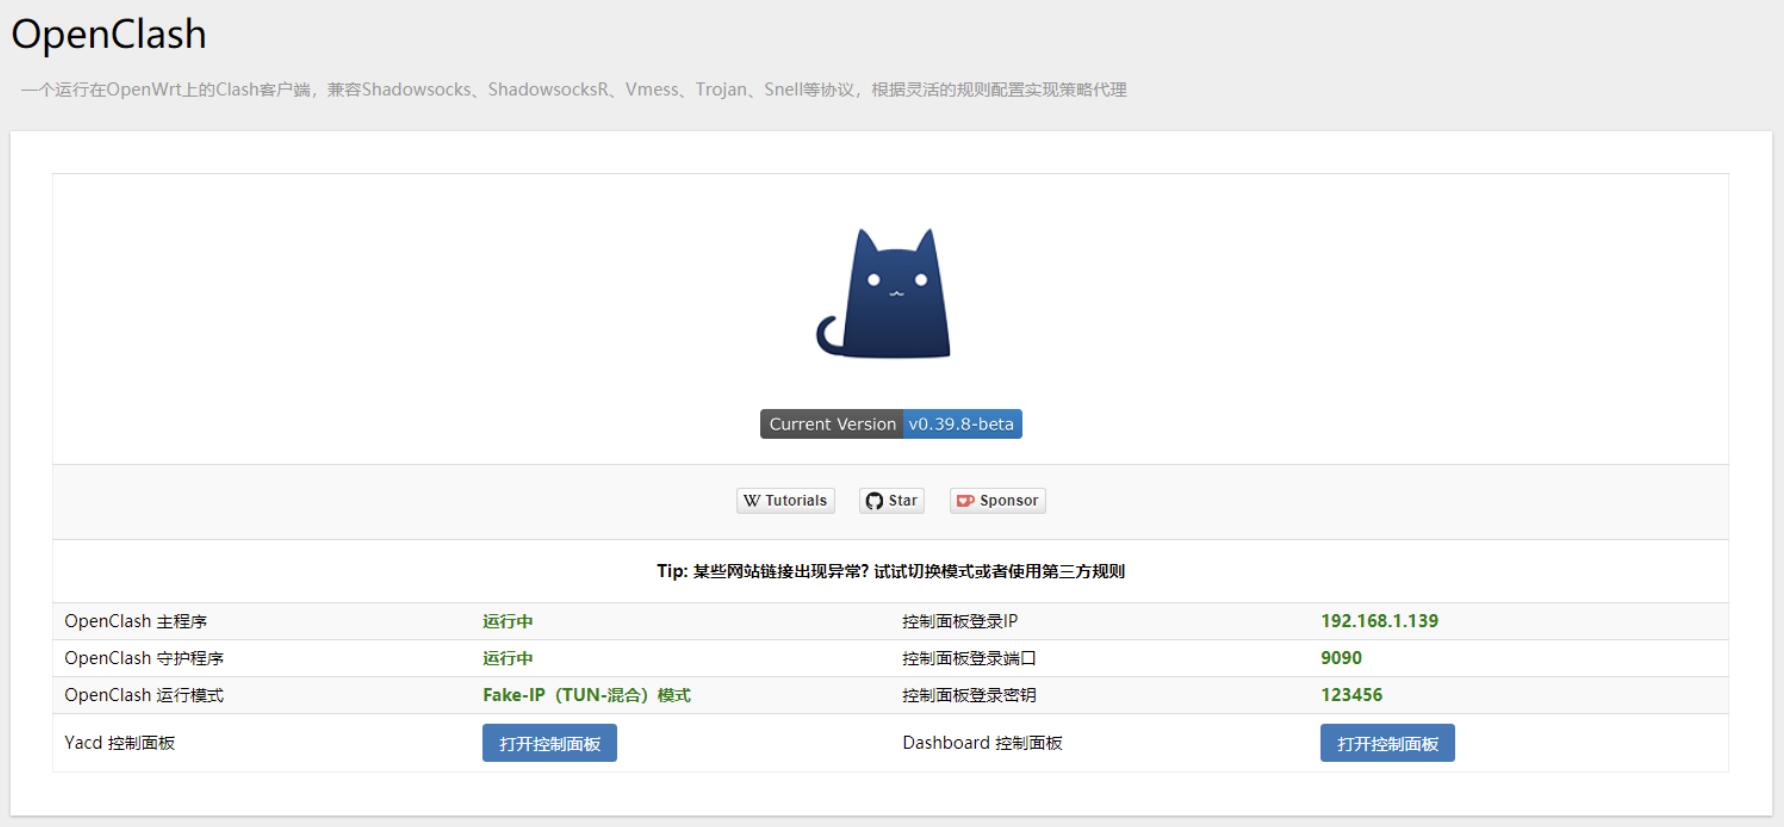 OpenClash
一个运行在OpenWrt上的Clash客户端，兼容Shadowsocks、ShadowsocksR、Vmess、Trojan、Snell等协议，根据灵活的规则配置实现策略代理
Current Version v0.39.8-beta
W Tutorials Star Sponsor
Tip: 某些网站链接出现异常? 试试切换模式或者使用第三方规则
OpenClash 主程序 运行中 控制面板登录IP 192.168.1.139
OpenClash 守护程序 运行中 控制面板登录端口 9090
OpenClash 运行模式 Fake-IP（TUN-混合）模式 控制面板登录密钥 123456
Yacd 控制面板 打开控制面板 Dashboard 控制面板 打开控制面板